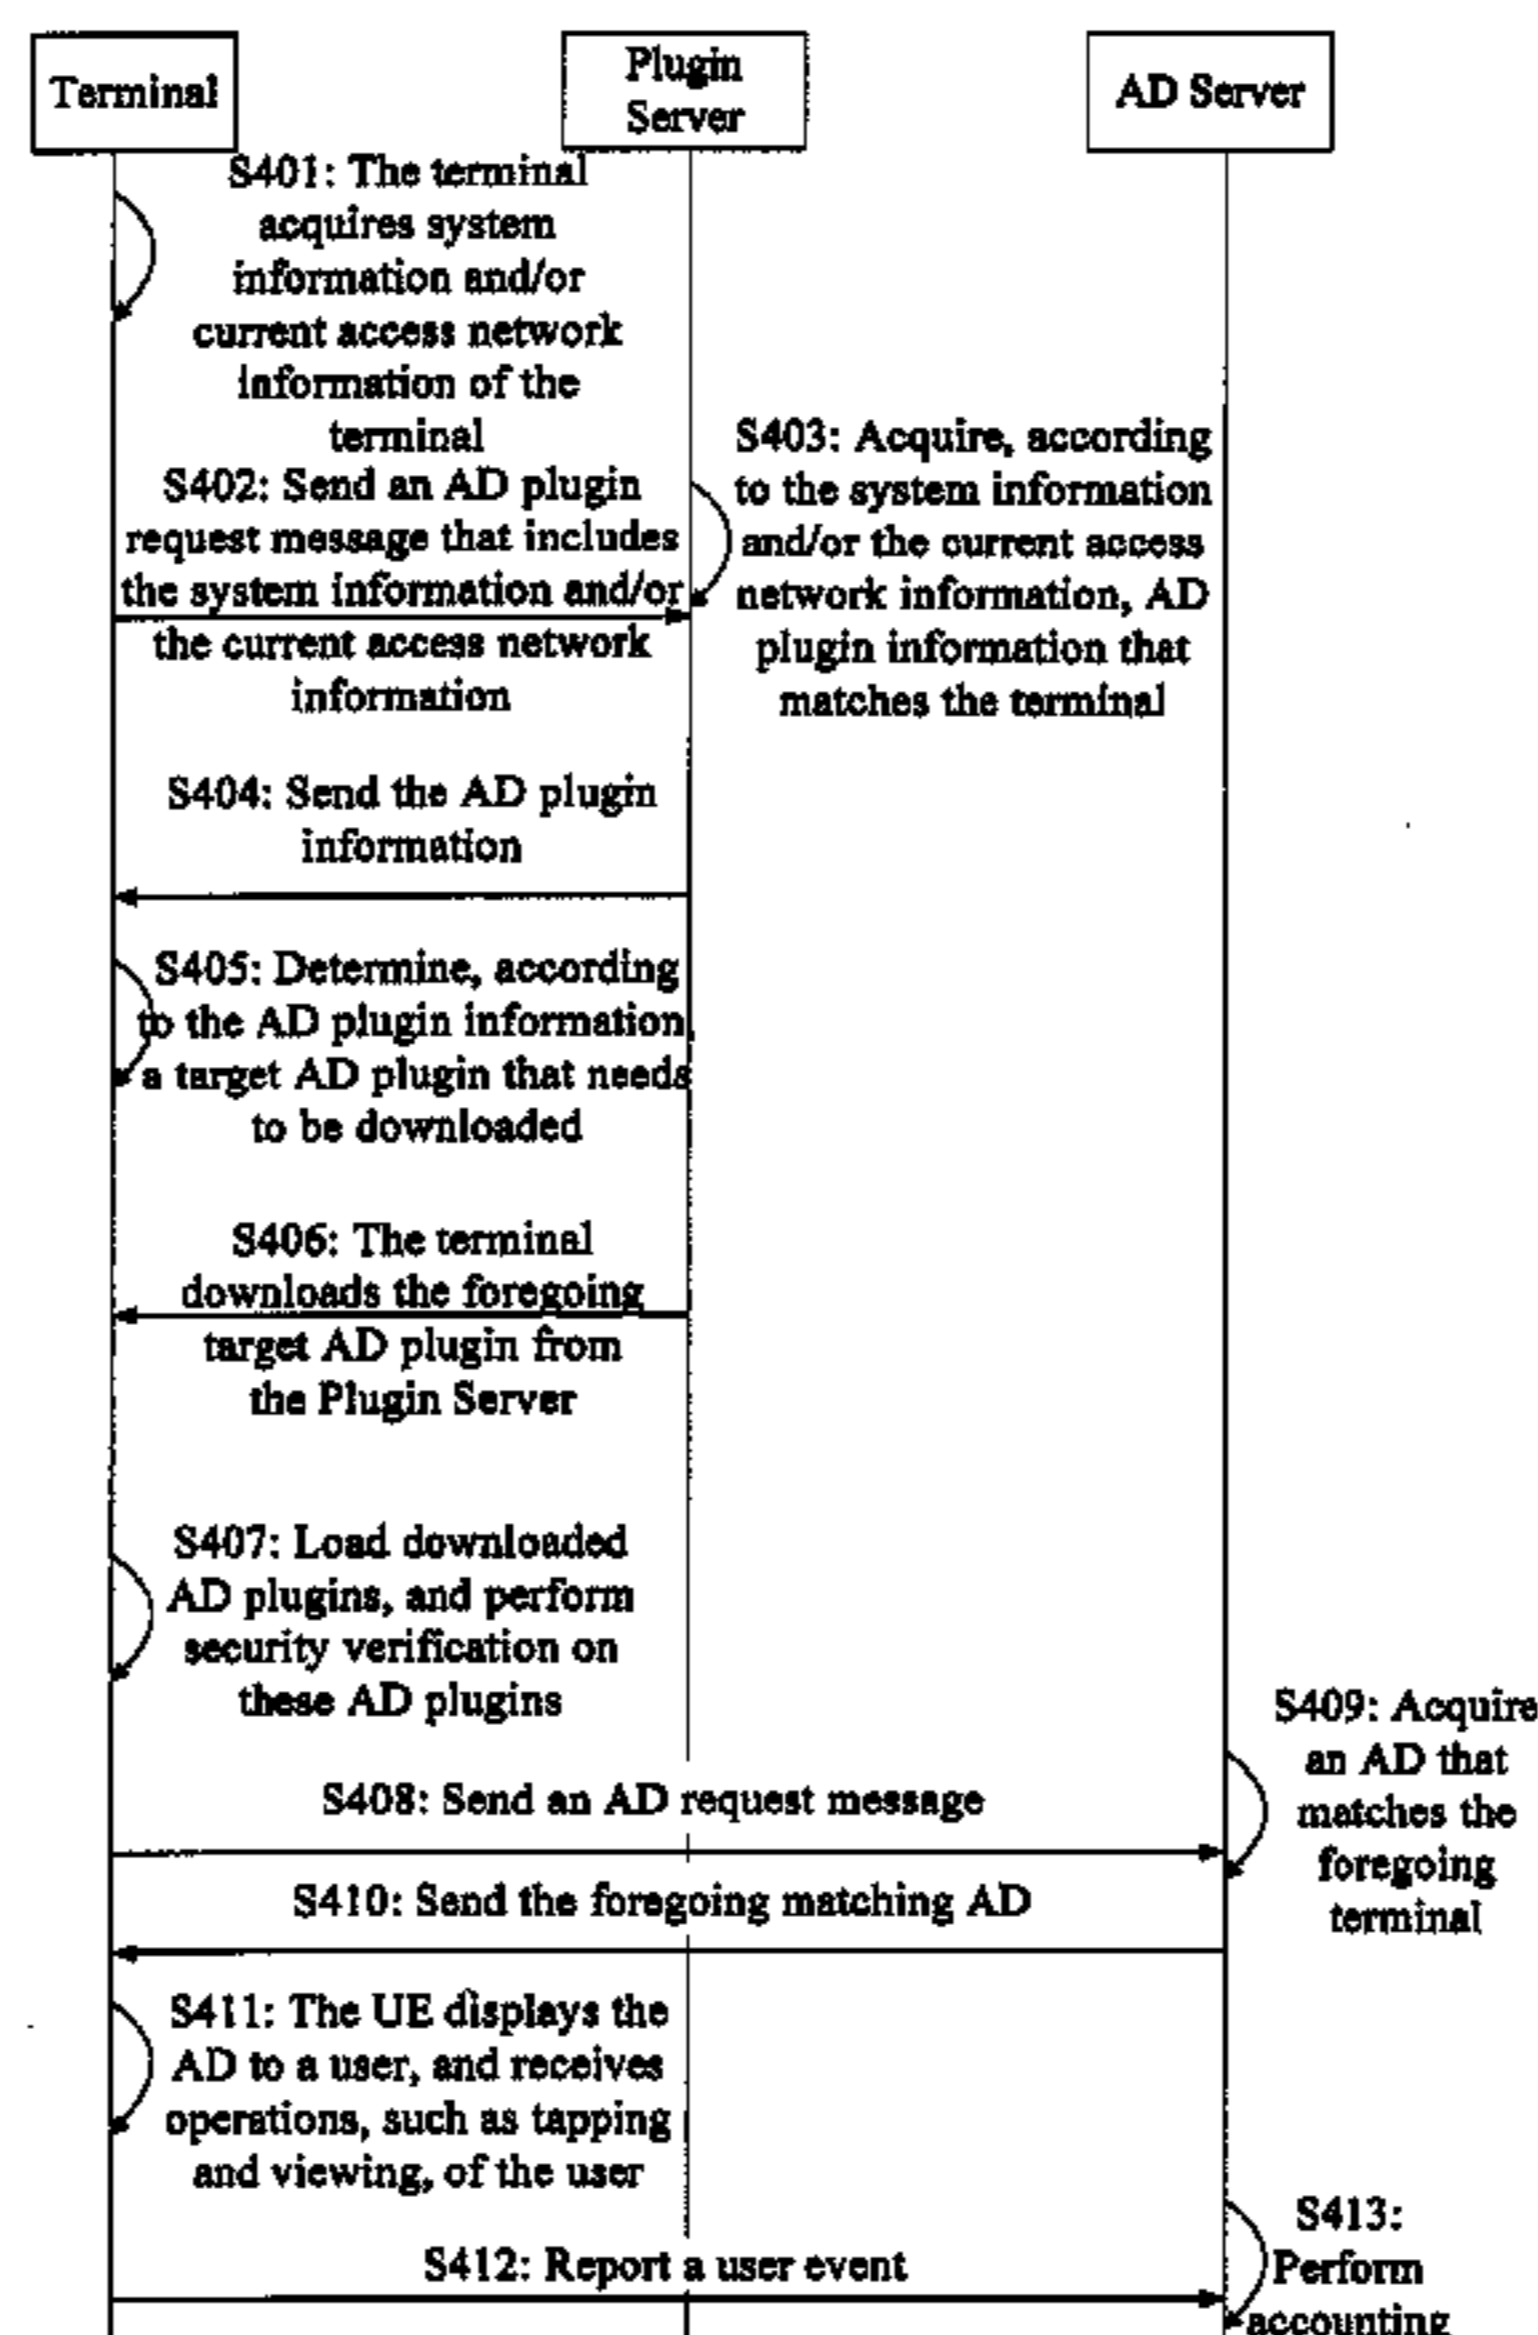 Terminal
Plugin
Server
AD Server
S401: The terminal
acquires system
information and/or
current access network
information of the
terminal
S402: Send an AD plugin
request message that includes
the system information and/or
the current access network
information
S403: Acquire, according
to the system information
and/or the current access
network information, AD
plugin information that
matches the terminal
S404: Send the AD plugin
information
S405: Determine, according
to the AD plugin information,
a target AD plugin that needs
to be downloaded
S406: The terminal
downloads the foregoing
target AD plugin from
the Plugin Server
S407: Load downloaded
AD plugins, and perform
security verification on
these AD plugins
S408: Send an AD request message
S409: Acquire
an AD that
matches the
foregoing
terminal
S410: Send the foregoing matching AD
S411: The UE displays the
AD to a user, and receives
operations, such as tapping
and viewing, of the user
S412: Report a user event
S413:
Perform
accounting